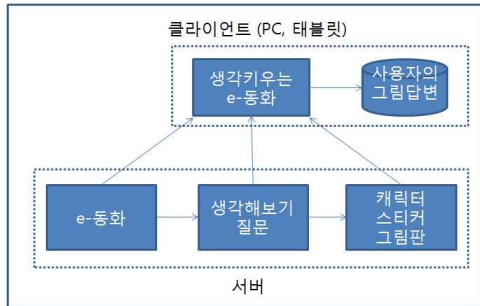 클라이언트 (PC, 태블릿)
생각키우는
e-동화
사용자의
그림답변
e-동화
생각해보기
질문
캐릭터
스티커
그림판
서버